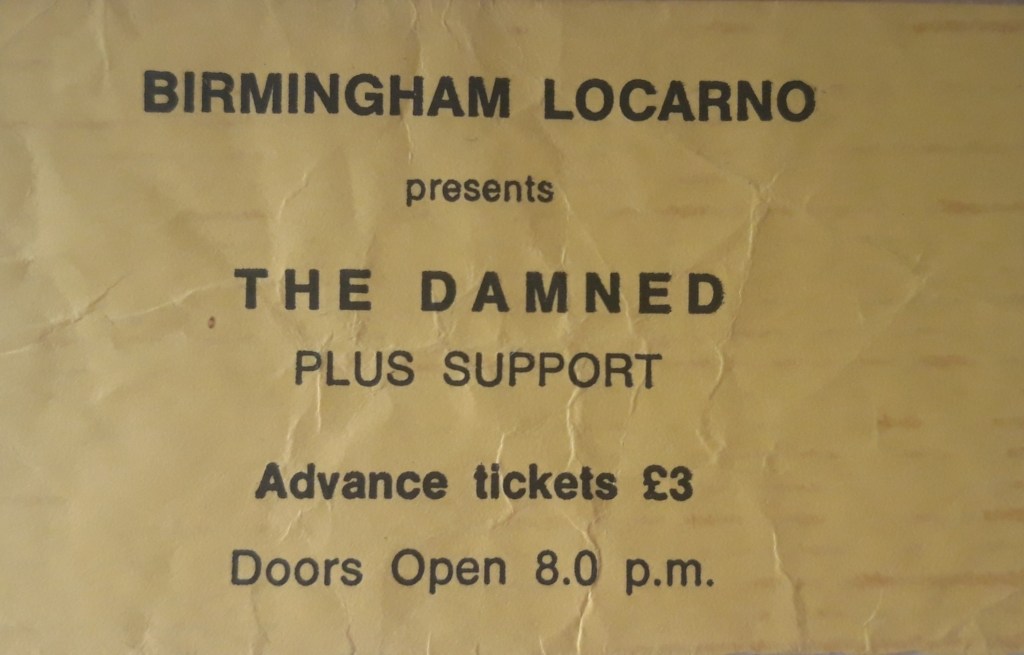 BIRMINGHAM LOCARNO
presents
THE DAMNED
PLUS SUPPORT
Advance tickets £3
Doors Open 8.0 p.m.